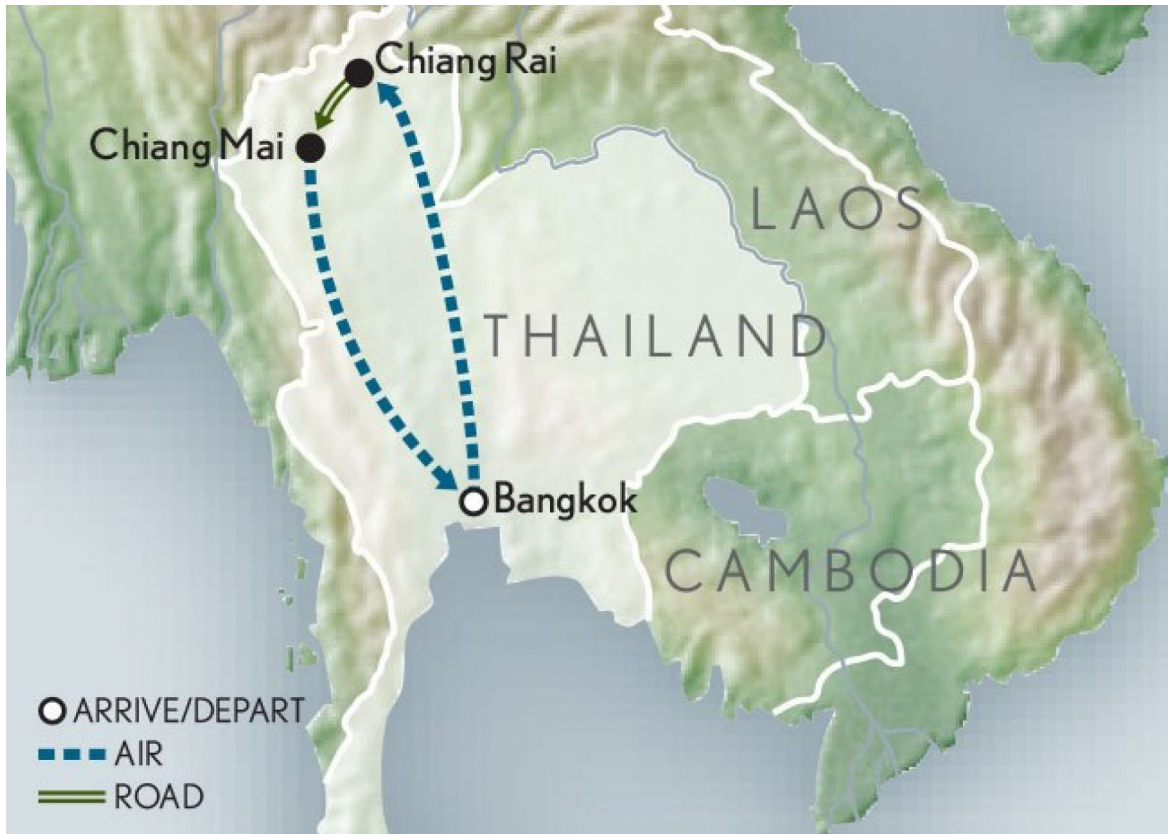 Chiang Rai
Chiang Mai
LAOS
THAILAND
Bangkok
CAMBODIA
ARRIVE/DEPART
AIR
ROAD